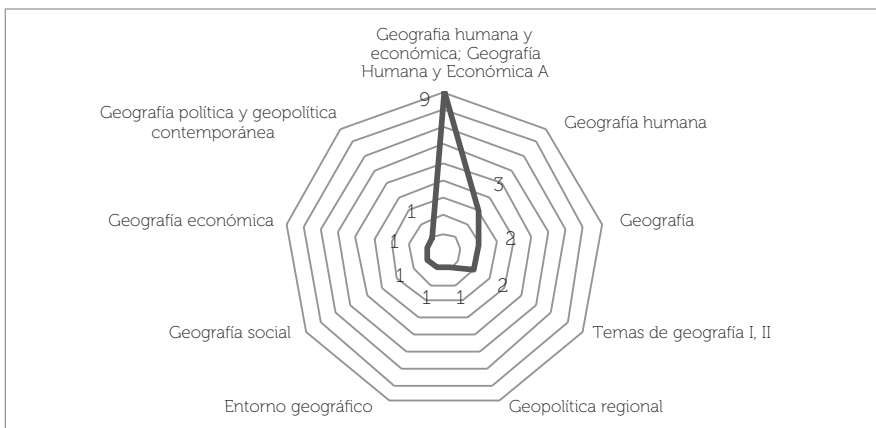 Geografia humana y
económica; Geografía
Humana y Económica A
9
Geografía política y geopolítica
contemporánea
Geografía humana
3
1
Geografía económica
1
2
Geografía
1
2
1
1
Geografía social
Temas de geografía I, II
Entorno geográfico
Geopolítica regional